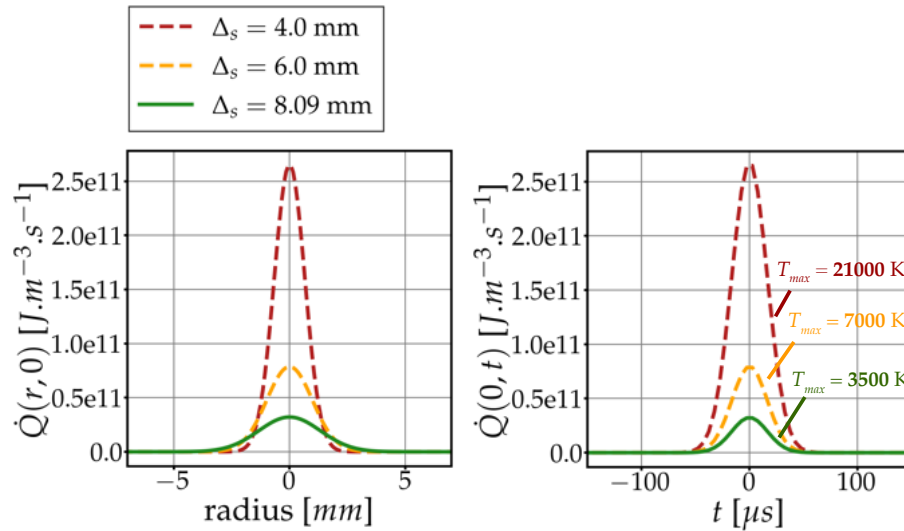 Δs = 4.0 mm
Δs = 6.0 mm
Δs = 8.09 mm
Q̇(r, 0) [J.m⁻³.s⁻¹]
2.5e11
2.0e11
1.5e11
1.0e11
0.5e11
0.0
−5
0
5
radius [mm]
Q̇(0, t) [J.m⁻³.s⁻¹]
2.5e11
2.0e11
1.5e11
1.0e11
0.5e11
0.0
Tmax = 21000 K
Tmax = 7000 K
Tmax = 3500 K
−100
0
100
t [μs]